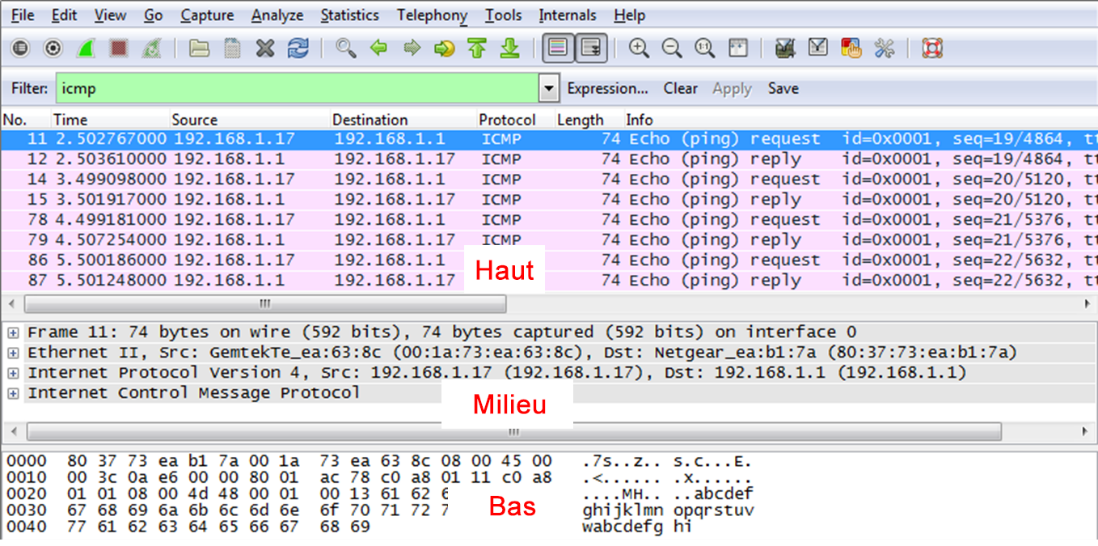 File Edit View Go Capture Analyze Statistics Telephony Tools Internals Help
Filter: icmp Expression... Clear Apply Save
No. Time Source Destination Protocol Length Info
11 2.502767000 192.168.1.17 192.168.1.1 ICMP 74 Echo (ping) request id=0x0001, seq=19/4864, tt
12 2.503610000 192.168.1.1 192.168.1.17 ICMP 74 Echo (ping) reply id=0x0001, seq=19/4864, tt
14 3.499098000 192.168.1.17 192.168.1.1 ICMP 74 Echo (ping) request id=0x0001, seq=20/5120, tt
15 3.501917000 192.168.1.1 192.168.1.17 ICMP 74 Echo (ping) reply id=0x0001, seq=20/5120, tt
78 4.499181000 192.168.1.17 192.168.1.1 ICMP 74 Echo (ping) request id=0x0001, seq=21/5376, tt
79 4.507254000 192.168.1.1 192.168.1.17 ICMP 74 Echo (ping) reply id=0x0001, seq=21/5376, tt
86 5.500186000 192.168.1.17 192.168.1.1 74 Echo (ping) request id=0x0001, seq=22/5632, tt
87 5.501248000 192.168.1.1 192.168.1.17 74 Echo (ping) reply id=0x0001, seq=22/5632, tt
Haut
Frame 11: 74 bytes on wire (592 bits), 74 bytes captured (592 bits) on interface 0
Ethernet II, Src: GemtekTe_ea:63:8c (00:1a:73:ea:63:8c), Dst: Netgear_ea:b1:7a (80:37:73:ea:b1:7a)
Internet Protocol Version 4, Src: 192.168.1.17 (192.168.1.17), Dst: 192.168.1.1 (192.168.1.1)
Internet Control Message Protocol
Milieu
0000 80 37 73 ea b1 7a 00 1a 73 ea 63 8c 08 00 45 00 .7s..z.. s.c...E.
0010 00 3c 0a e6 00 00 80 01 ac 78 c0 a8 01 11 c0 a8 .<...... .x......
0020 01 01 08 00 4d 48 00 01 00 13 61 62 6 ....MH.. ..abcdef
0030 67 68 69 6a 6b 6c 6d 6e 6f 70 71 72 7 ghijklmn opqrstuv
0040 77 61 62 63 64 65 66 67 68 69 wabcdefg hi
Bas